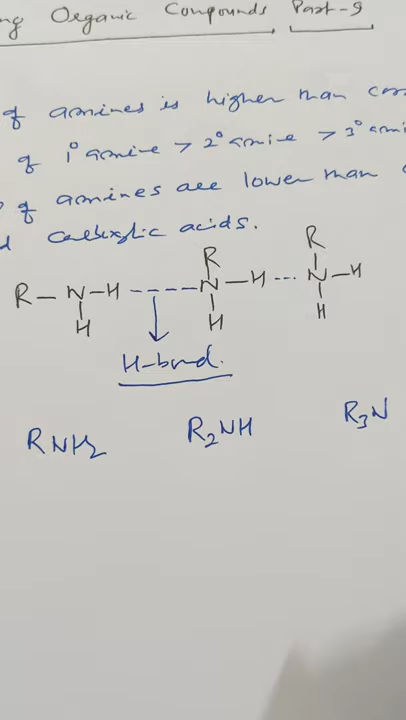 ng Organic Compounds Part-9
of amines is higher than
of 1° amine > 2° amine > 3°
of amines are lower than
carboxylic acids.
R
R
R–N–H-----N–H---N–H
H
H
H
H-bond.
RNH2
R2NH
R3N